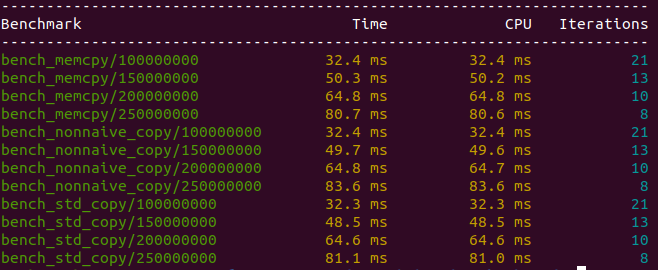 -----------------------------------------------------------------------
Benchmark Time CPU Iterations
-----------------------------------------------------------------------
bench_memcpy/100000000 32.4 ms 32.4 ms 21
bench_memcpy/150000000 50.3 ms 50.2 ms 13
bench_memcpy/200000000 64.8 ms 64.8 ms 10
bench_memcpy/250000000 80.7 ms 80.6 ms 8
bench_nonnaive_copy/100000000 32.4 ms 32.4 ms 21
bench_nonnaive_copy/150000000 49.7 ms 49.6 ms 13
bench_nonnaive_copy/200000000 64.8 ms 64.7 ms 10
bench_nonnaive_copy/250000000 83.6 ms 83.6 ms 8
bench_std_copy/100000000 32.3 ms 32.3 ms 21
bench_std_copy/150000000 48.5 ms 48.5 ms 13
bench_std_copy/200000000 64.6 ms 64.6 ms 10
bench_std_copy/250000000 81.1 ms 81.0 ms 8